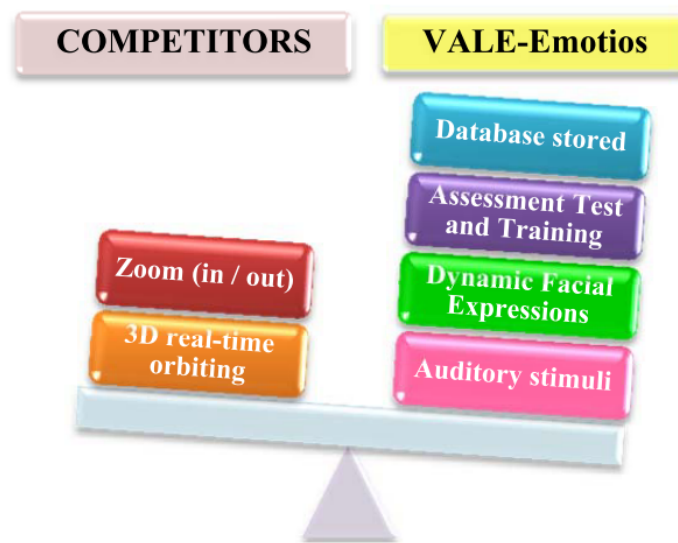 COMPETITORS
VALE-Emotios
Zoom (in / out)
3D real-time
orbiting
Database stored
Assessment Test
and Training
Dynamic Facial
Expressions
Auditory stimuli